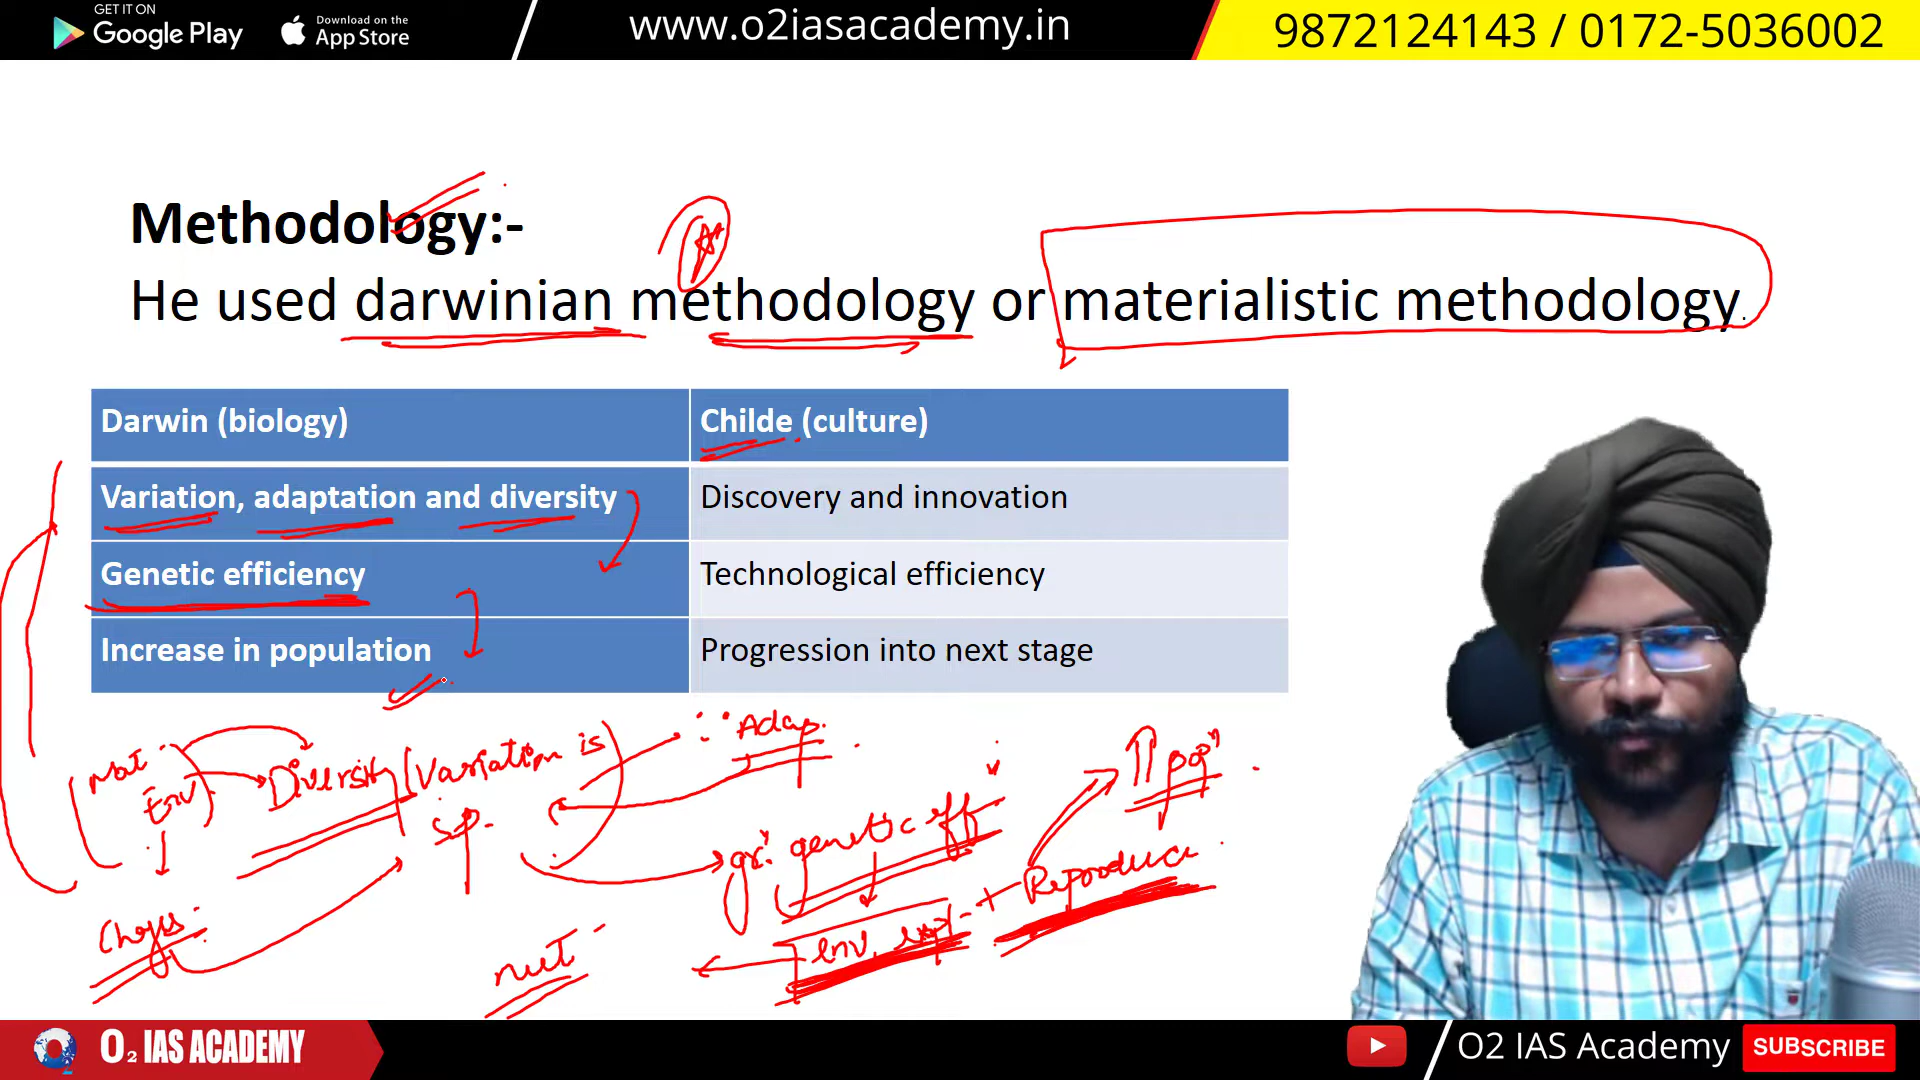 GET IT ON
Google Play
Download on the
App Store
www.o2iasacademy.in
9872124143 / 0172-5036002
Methodology:-
He used darwinian methodology or materialistic methodology.
Darwin (biology)
Childe (culture)
Variation, adaptation and diversity
Discovery and innovation
Genetic efficiency
Technological efficiency
Increase in population
Progression into next stage
Nat.
Env
Diversity
Variation is
sp.
∴ Adap.
genetic eff
↑ popn
env. expl. + Reproduce
nut
O2 IAS ACADEMY
O2 IAS Academy
SUBSCRIBE